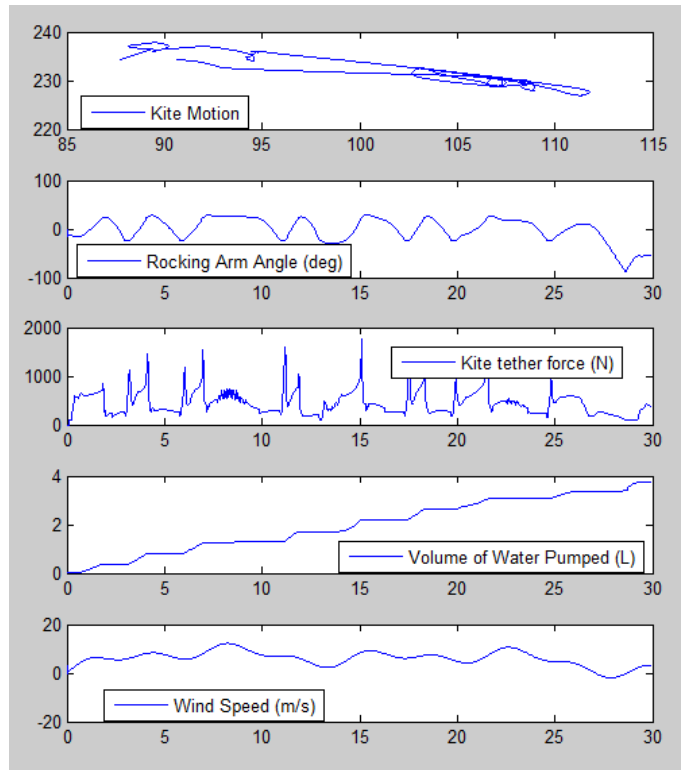 240
230
220
Kite Motion
85 90 95 100 105 110 115
100
0
-100
Rocking Arm Angle (deg)
0 5 10 15 20 25 30
2000
1000
0
Kite tether force (N)
0 5 10 15 20 25 30
4
2
0
Volume of Water Pumped (L)
0 5 10 15 20 25 30
20
0
-20
Wind Speed (m/s)
0 5 10 15 20 25 30